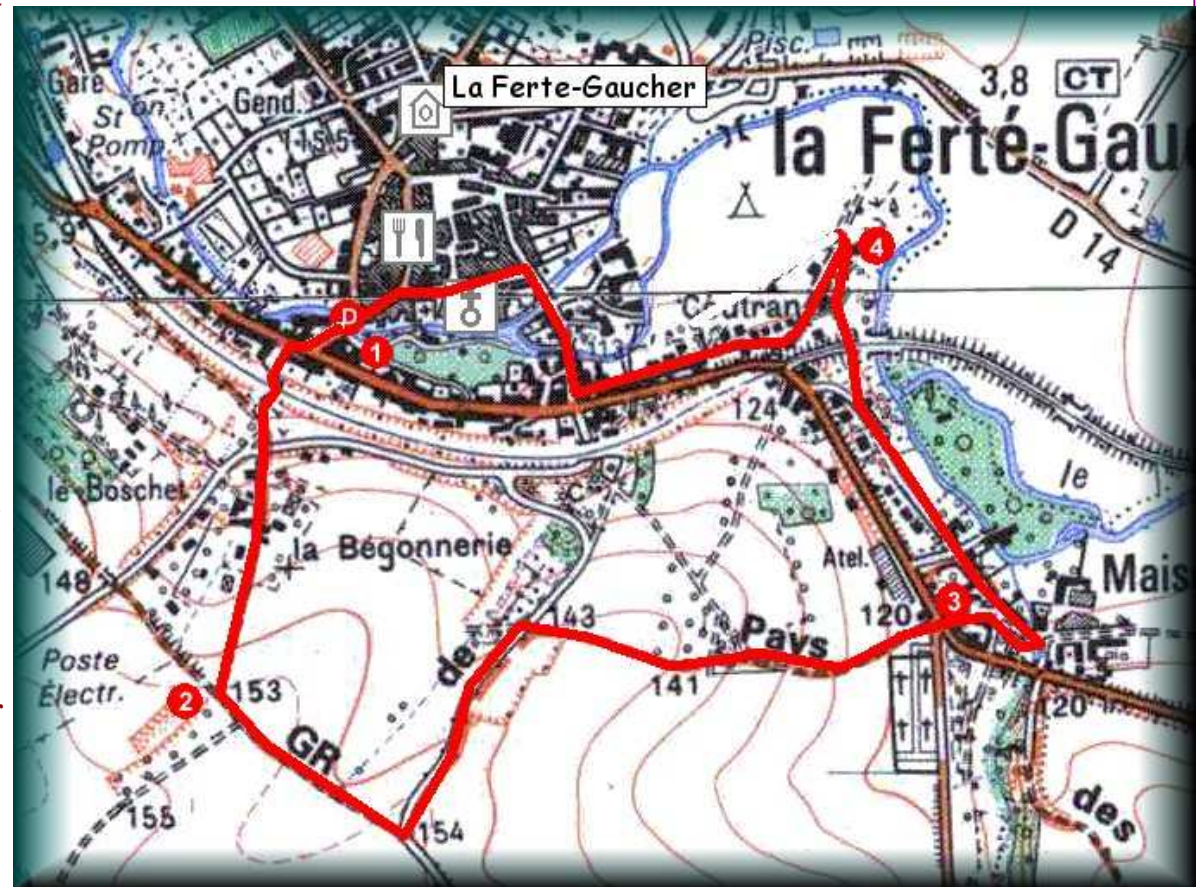 Pisc.
3,8 CT
La Ferte-Gaucher
Gare
Gend.
St on
Pomp.
115,5
la Ferté-Gau
D 14
4
15,9
D
1
124
le Boschet
le
la Bégonnerie
Atel.
Mais
148
3
143
120
Pays
de
Poste
Électr.
2
153
141
120
GR
155
154
des